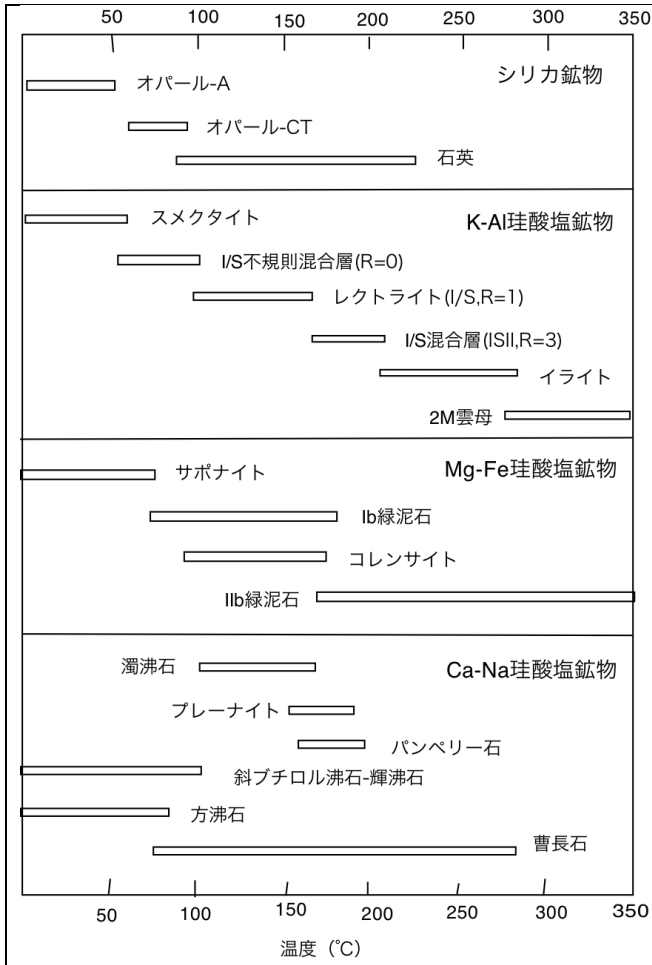 50 100 150 200 250 300 350
シリカ鉱物
オパール-A
オパール-CT
石英
スメクタイト
K-Al珪酸塩鉱物
I/S不規則混合層(R=0)
レクトライト(I/S,R=1)
I/S混合層(ISII,R=3)
イライト
2M雲母
Mg-Fe珪酸塩鉱物
サポナイト
Ib緑泥石
コレンサイト
IIb緑泥石
濁沸石
Ca-Na珪酸塩鉱物
プレーナイト
パンペリー石
斜プチロル沸石-輝沸石
方沸石
曹長石
50 100 150 200 250 300 350
温度（℃）